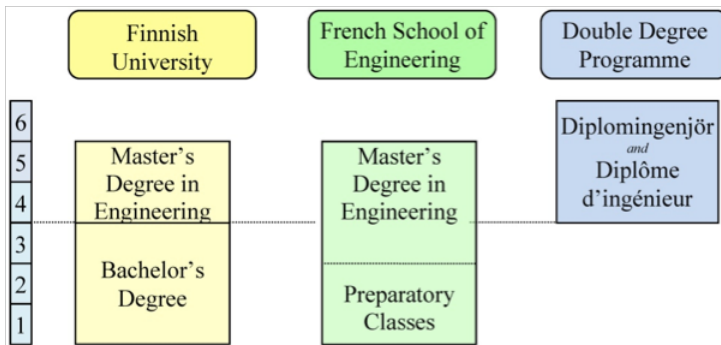 Finnish
University
French School of
Engineering
Double Degree
Programme
6
5
4
3
2
1
Master's
Degree in
Engineering
Bachelor's
Degree
Master's
Degree in
Engineering
Preparatory
Classes
Diplomingenjör
and
Diplôme
d'ingénieur